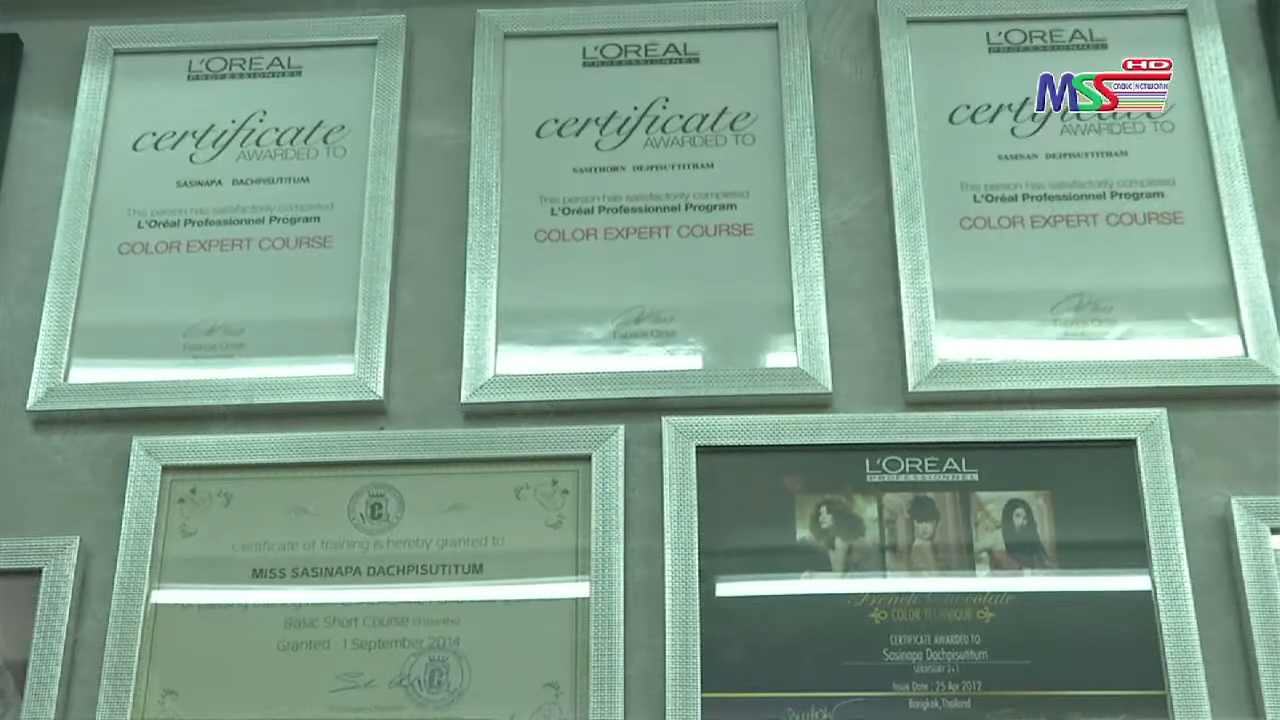 L'ORÉAL
PROFESSIONNEL
certificate
AWARDED TO
SASINAPA DACHPISUTITUM
This person has satisfactorily completed
L'Oréal Professionnel Program
COLOR EXPERT COURSE
L'ORÉAL
PROFESSIONNEL
certificate
AWARDED TO
SAMTHORN DEJPISUTTITHAM
This person has satisfactorily completed
L'Oréal Professionnel Program
COLOR EXPERT COURSE
L'ORÉAL
PROFESSIONNEL
certificate
AWARDED TO
SASISAN DEJPISUTTITHAM
This person has satisfactorily completed
L'Oréal Professionnel Program
COLOR EXPERT COURSE
HD
MSS
CABLE NETWORK
C
Certificate of training is hereby granted to
MISS SASINAPA DACHPISUTITUM
Basic Short Course
Granted : 1 September 2014
L'ORÉAL
PROFESSIONNEL
French Chocolate
COLOR TECHNIQUE
CERTIFICATE AWARDED TO
Sasinapa Dachpisutitum
Issue Date : 25 Apr 2012
Bangkok, Thailand